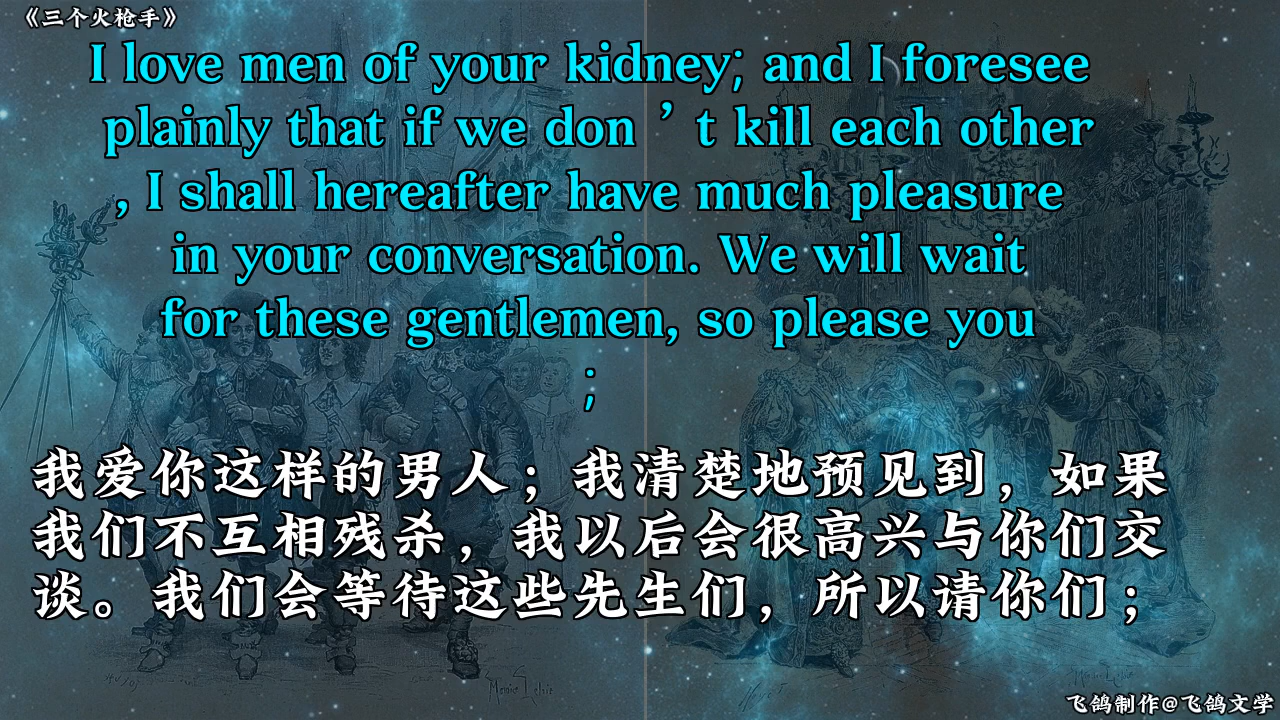 《三个火枪手》
I love men of your kidney; and I foresee
plainly that if we don ’ t kill each other
, I shall hereafter have much pleasure
in your conversation. We will wait
for these gentlemen, so please you
;
我爱你这样的男人；我清楚地预见到，如果
我们不互相残杀，我以后会很高兴与你们交
谈。我们会等待这些先生们，所以请你们；
飞鸽制作@飞鸽文学